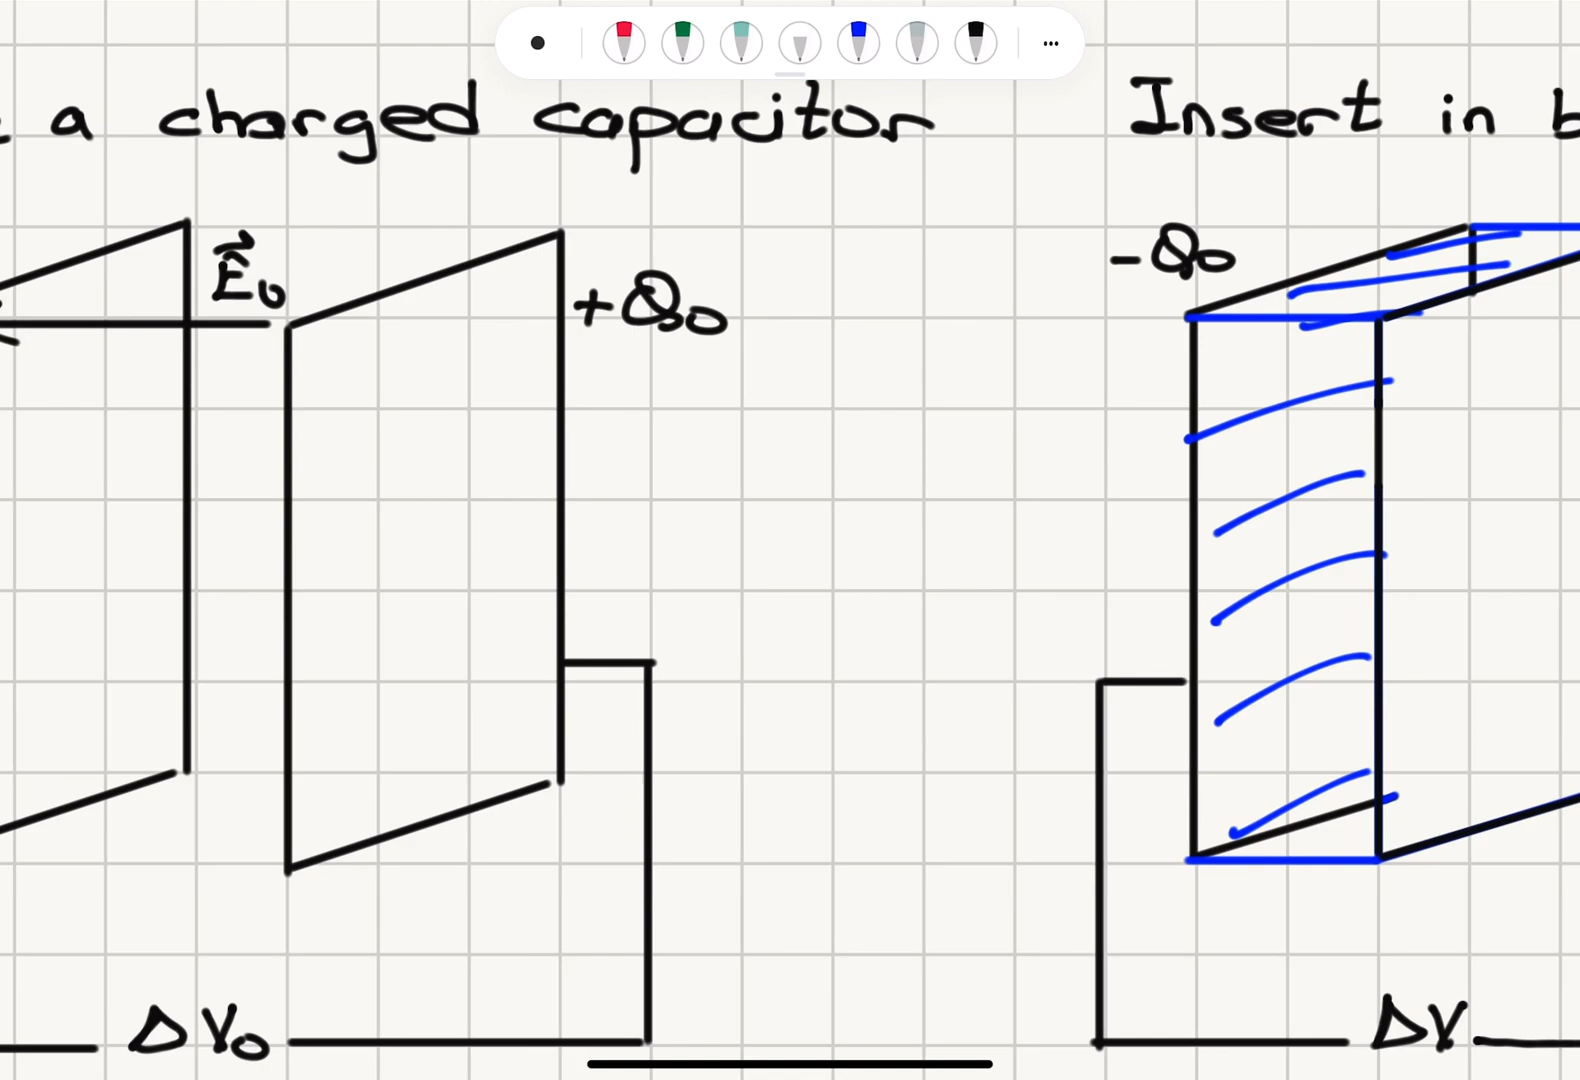 a charged capacitor
Insert in
E₀
+Q₀
-Q₀
ΔV₀
ΔV